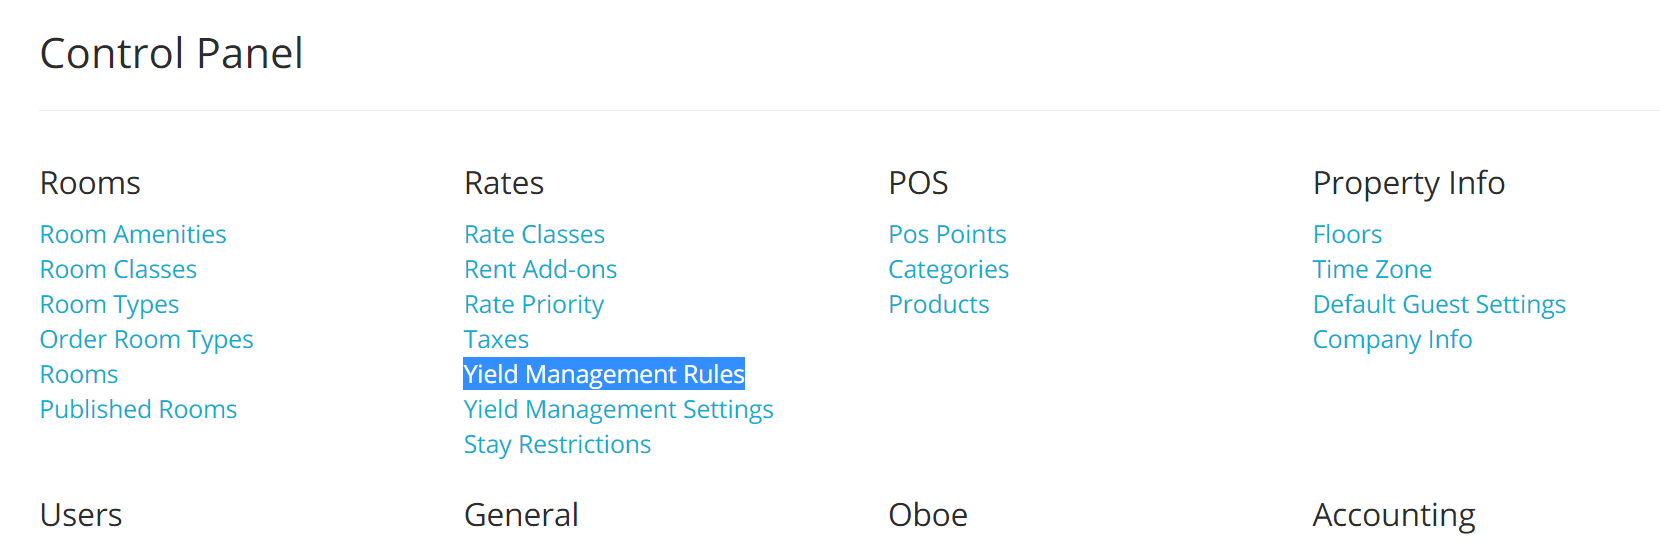 Control Panel
Rooms
Room Amenities
Room Classes
Room Types
Order Room Types
Rooms
Published Rooms
Rates
Rate Classes
Rent Add-ons
Rate Priority
Taxes
Yield Management Rules
Yield Management Settings
Stay Restrictions
POS
Pos Points
Categories
Products
Property Info
Floors
Time Zone
Default Guest Settings
Company Info
Users
General
Oboe
Accounting